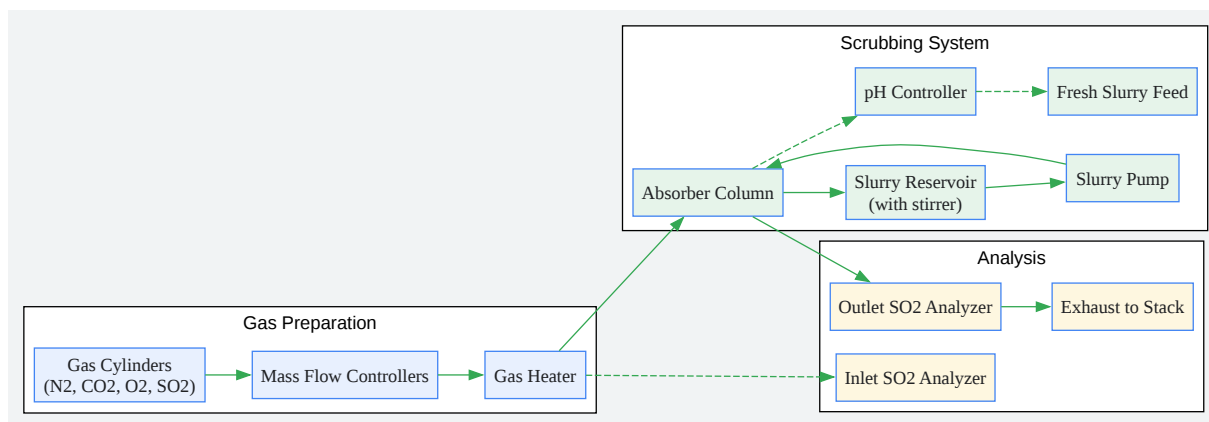 Scrubbing System
pH Controller
Fresh Slurry Feed
Absorber Column
Slurry Reservoir
(with stirrer)
Slurry Pump
Analysis
Outlet SO2 Analyzer
Exhaust to Stack
Inlet SO2 Analyzer
Gas Preparation
Gas Cylinders
(N2, CO2, O2, SO2)
Mass Flow Controllers
Gas Heater